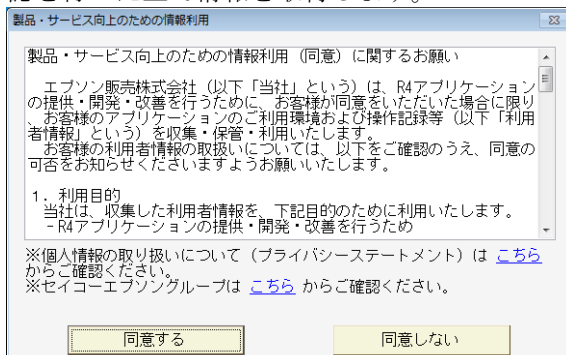 製品・サービス向上のための情報利用
製品・サービス向上のための情報利用（同意）に関するお願い
エプソン販売株式会社（以下「当社」という）は、R4アプリケーション
の提供・開発・改善を行うために、お客様が同意をいただいた場合に限り
、お客様のアプリケーションのご利用環境および操作記録等（以下「利用
者情報」という）を収集・保管・利用いたします。
お客様の利用者情報の取扱いについては、以下をご確認のうえ、同意の
可否をお知らせくださいますようお願いいたします。
１．利用目的
当社は、収集した利用者情報を、下記目的のために利用いたします。
－R4アプリケーションの提供・開発・改善を行うため
※個人情報の取り扱いについて（プライバシーステートメント）は こちら
からご確認ください。
※セイコーエプソングループは こちら からご確認ください。
同意する
同意しない